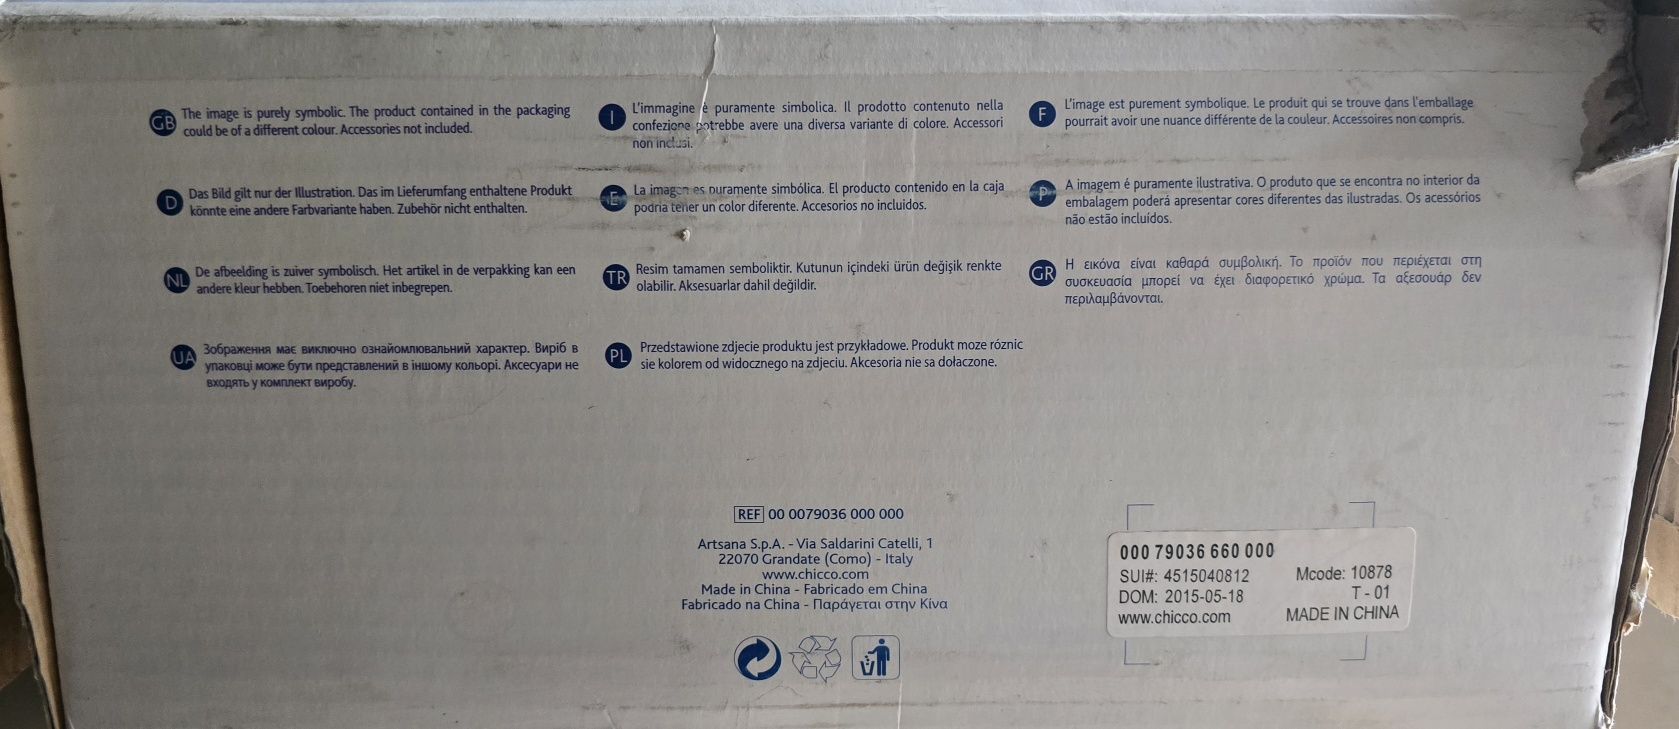 GB The image is purely symbolic. The product contained in the packaging
could be of a different colour. Accessories not included.
I L'immagine è puramente simbolica. Il prodotto contenuto nella
confezione potrebbe avere una diversa variante di colore. Accessori
non inclusi.
F L'image est purement symbolique. Le produit qui se trouve dans l'emballage
pourrait avoir une nuance différente de la couleur. Accessoires non compris.
D Das Bild gilt nur der Illustration. Das im Lieferumfang enthaltene Produkt
könnte eine andere Farbvariante haben. Zubehör nicht enthalten.
E La imagen es puramente simbólica. El producto contenido en la caja
podría tener un color diferente. Accesorios no incluidos.
P A imagem é puramente ilustrativa. O produto que se encontra no interior da
embalagem poderá apresentar cores diferentes das ilustradas. Os acessórios
não estão incluídos.
NL De afbeelding is zuiver symbolisch. Het artikel in de verpakking kan een
andere kleur hebben. Toebehoren niet inbegrepen.
TR Resim tamamen semboliktir. Kutunun içindeki ürün değişik renkte
olabilir. Aksesuarlar dahil değildir.
GR Η εικόνα είναι καθαρά συμβολική. Το προϊόν που περιέχεται στη
συσκευασία μπορεί να έχει διαφορετικό χρώμα. Τα αξεσουάρ δεν
περιλαμβάνονται.
UA Зображення має виключно ознайомлювальний характер. Виріб в
упаковці може бути представлений в іншому кольорі. Аксесуари не
входять у комплект виробу.
PL Przedstawione zdjecie produktu jest przykładowe. Produkt moze róznic
sie kolorem od widocznego na zdjeciu. Akcesoria nie sa dołaczone.
REF 00 0079036 000 000
Artsana S.p.A. - Via Saldarini Catelli, 1
22070 Grandate (Como) - Italy
www.chicco.com
Made in China - Fabricado em China
Fabricado na China - Παράγεται στην Κίνα
000 79036 660 000
SUI#: 4515040812 Mcode: 10878
DOM: 2015-05-18 T - 01
www.chicco.com MADE IN CHINA